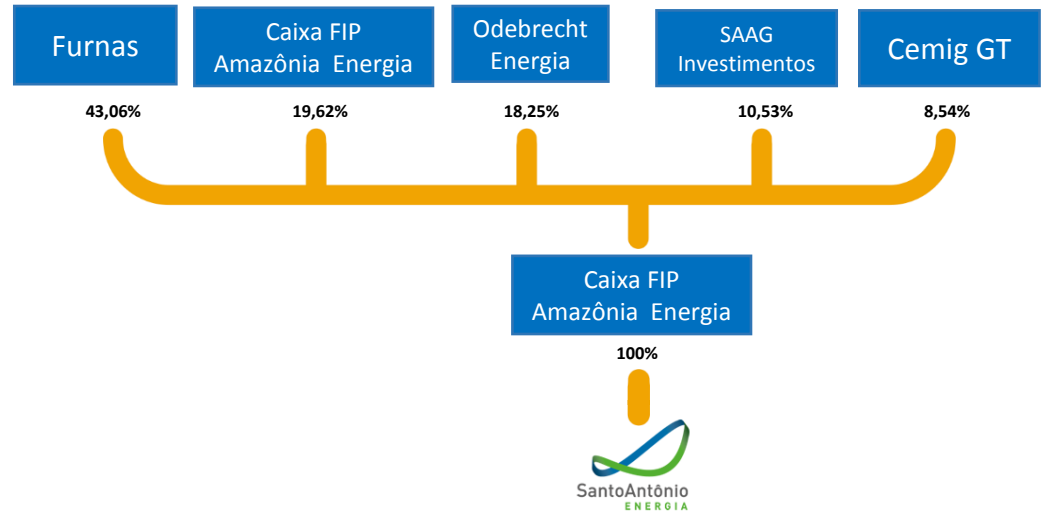 Furnas
Caixa FIP
Amazônia Energia
Odebrecht
Energia
SAAG
Investimentos
Cemig GT
43,06%
19,62%
18,25%
10,53%
8,54%
Caixa FIP
Amazônia Energia
100%
SantoAntônio
ENERGIA